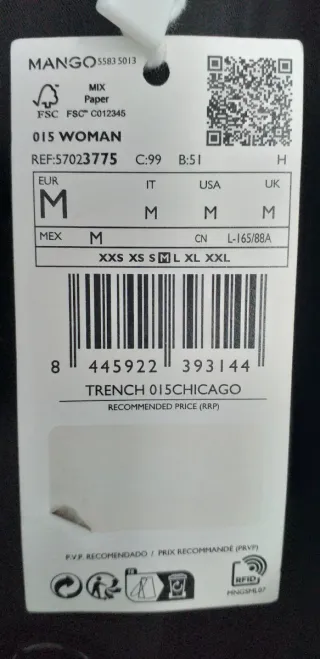 MANGO 5583 5013
MIX
Paper
FSC FSC™ C012345
015 WOMAN
REF:57023775 C:99 B:51 H
EUR IT USA UK
M M M M
MEX M CN L-165/88A
XXS XS S M L XL XXL
8 445922 393144
TRENCH 015CHICAGO
RECOMMENDED PRICE (RRP)
P.V.P. RECOMENDADO / PRIX RECOMMANDÉ (PRVP)
RFID
MNGSML07